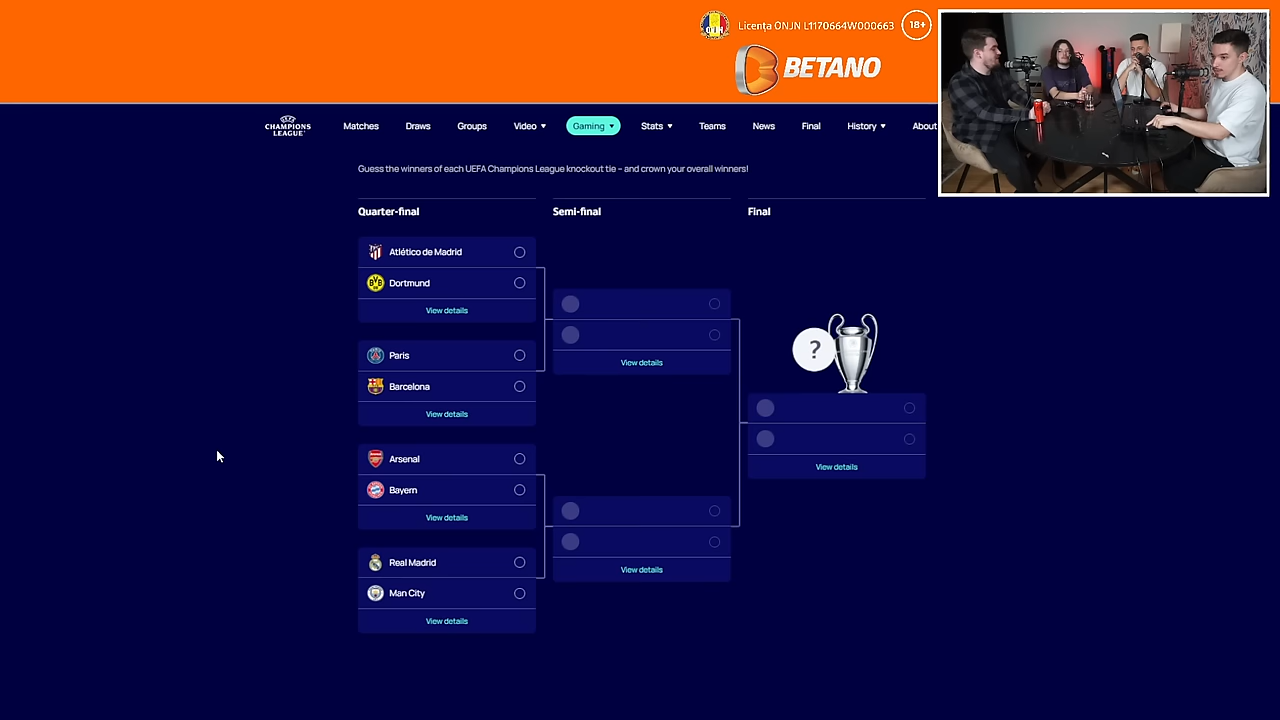 Licența ONJN L1170664W000663
18+
BETANO
CHAMPIONS LEAGUE
Matches
Draws
Groups
Video
Gaming
Stats
Teams
News
Final
History
About
Guess the winners of each UEFA Champions League knockout tie – and crown your overall winners!
Quarter-final
Semi-final
Final
Atlético de Madrid
Dortmund
View details
Paris
Barcelona
View details
Arsenal
Bayern
View details
Real Madrid
Man City
View details
View details
View details
?
View details